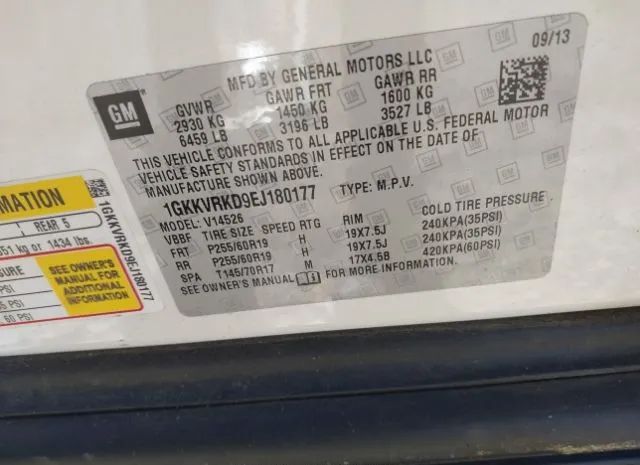 09/13
MFD BY GENERAL MOTORS LLC
GM
GVWR GAWR FRT GAWR RR
2930 KG 1450 KG 1600 KG
6459 LB 3196 LB 3527 LB
THIS VEHICLE CONFORMS TO ALL APPLICABLE U.S. FEDERAL MOTOR
VEHICLE SAFETY STANDARDS IN EFFECT ON THE DATE OF
MANUFACTURE SHOWN ABOVE.
1GKKVRKD9EJ180177 TYPE: M.P.V.
MODEL: V14526
VBBF TIRE SIZE SPEED RTG RIM COLD TIRE PRESSURE
FRT P255/60R19 H 19X7.5J 240KPA(35PSI)
RR P255/60R19 H 19X7.5J 240KPA(35PSI)
SPA T145/70R17 M 17X4.5B 420KPA(60PSI)
SEE OWNER'S MANUAL FOR MORE INFORMATION.
REAR 5
kg or 1434 lbs.
SEE OWNER'S
MANUAL FOR
ADDITIONAL
INFORMATION
PSI
60 PSI
1GKKVRKD9EJ180177